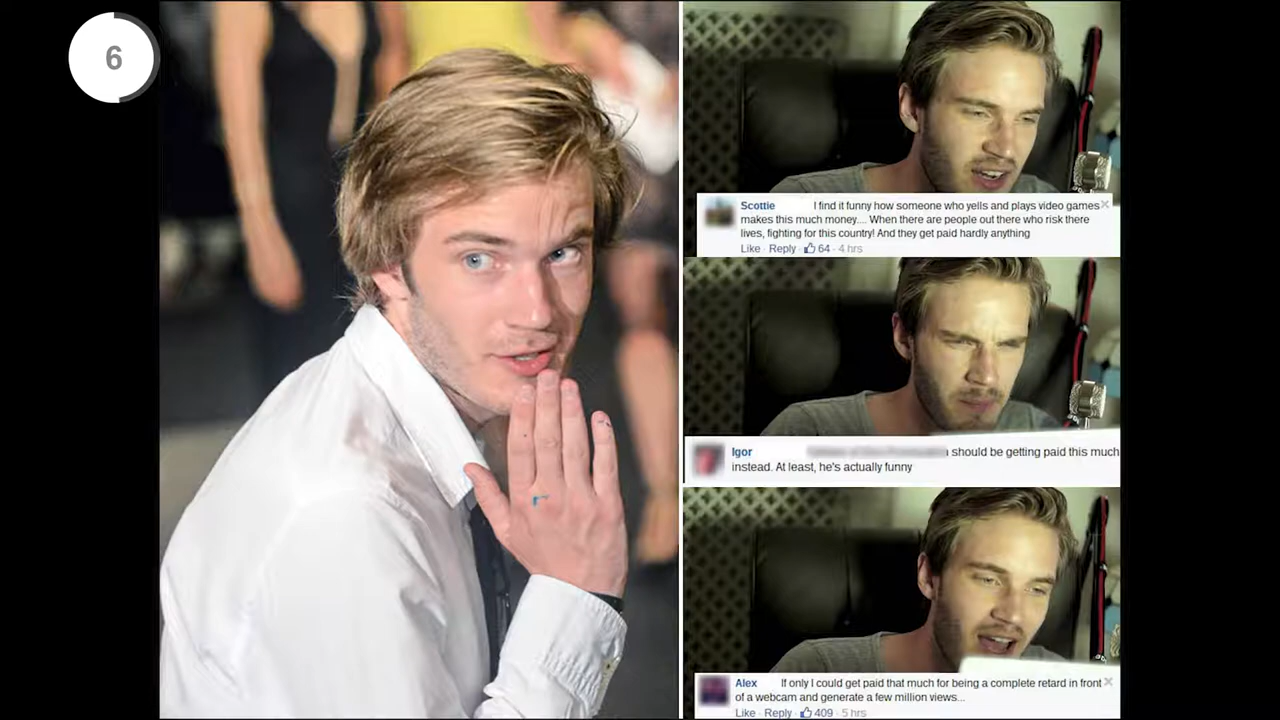 6
Scottie I find it funny how someone who yells and plays video games
makes this much money.... When there are people out there who risk there
lives, fighting for this country! And they get paid hardly anything
Like · Reply · 64 · 4 hrs
Igor should be getting paid this much
instead. At least, he's actually funny
Alex If only I could get paid that much for being a complete retard in front
of a webcam and generate a few million views...
Like · Reply · 409 · 5 hrs